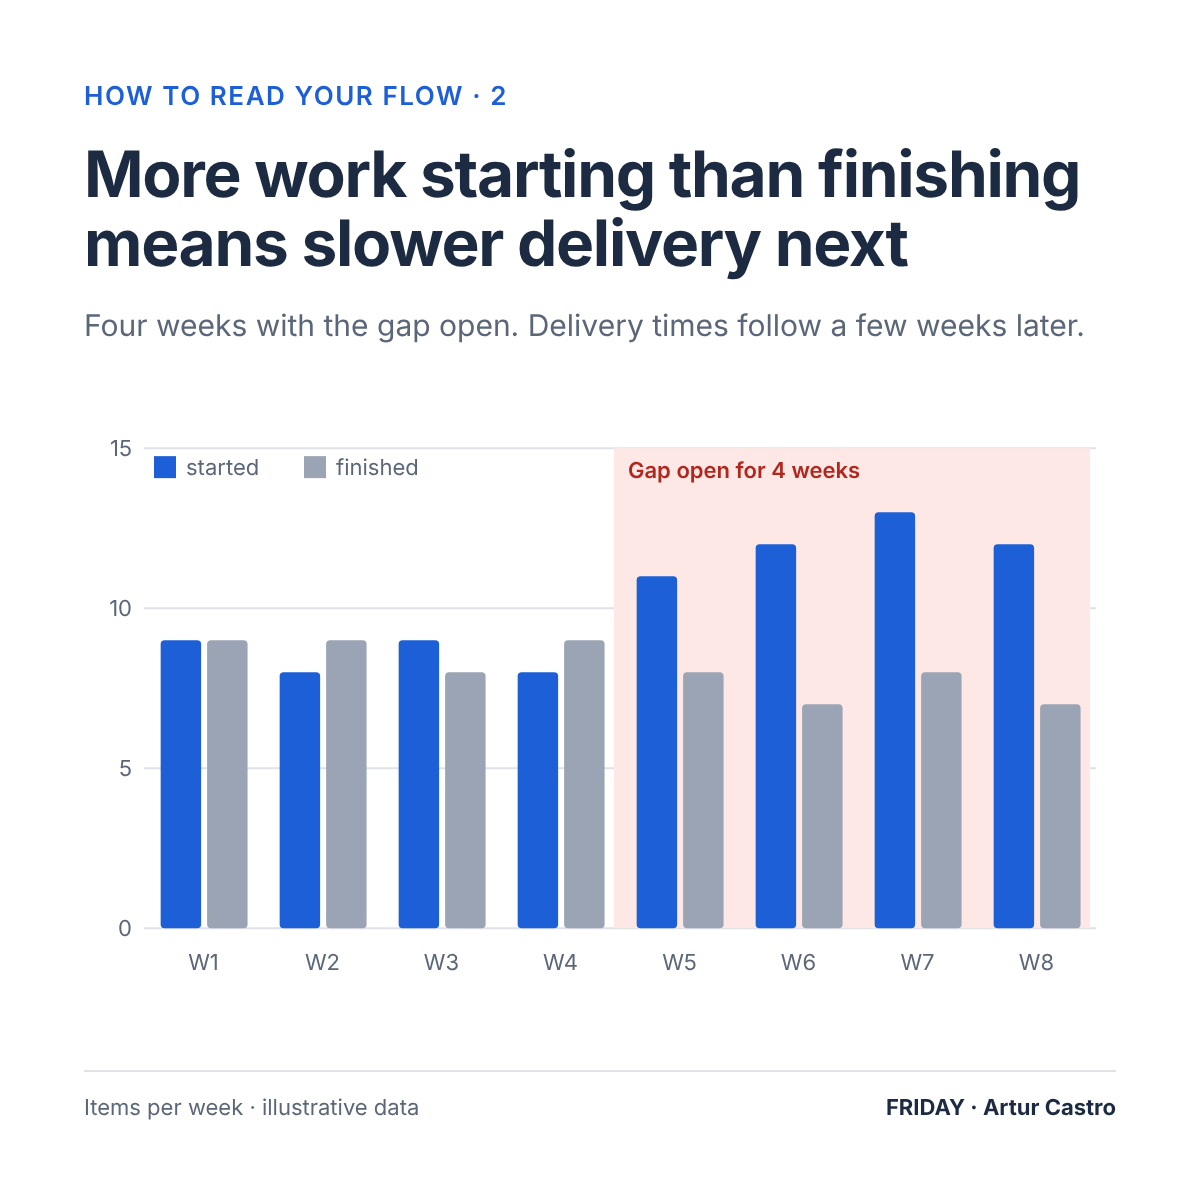 HOW TO READ YOUR FLOW · 2
More work starting than finishing
means slower delivery next
Four weeks with the gap open. Delivery times follow a few weeks later.
15
started
finished
Gap open for 4 weeks
10
5
0
W1
W2
W3
W4
W5
W6
W7
W8
Items per week · illustrative data
FRIDAY · Artur Castro